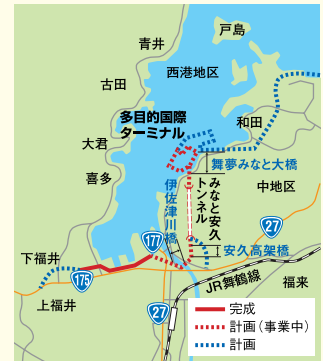 戸島
青井
西港地区
古田
多目的国際
ターミナル
和田
大君
舞夢みなと大橋
喜多
みなと安久
トンネル
中地区
伊佐津川橋
27
177
安久高架橋
下福井
175
JR舞鶴線
福来
上福井
27
完成
計画(事業中)
計画